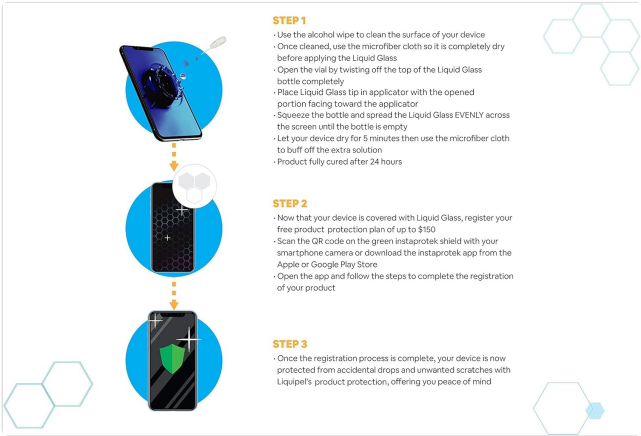 STEP 1
· Use the alcohol wipe to clean the surface of your device
· Once cleaned, use the microfiber cloth so it is completely dry
before applying the Liquid Glass
· Open the vial by twisting off the top of the Liquid Glass
bottle completely
· Place Liquid Glass tip in applicator with the opened
portion facing toward the applicator
· Squeeze the bottle and spread the Liquid Glass EVENLY across
the screen until the bottle is empty
· Let your device dry for 5 minutes then use the microfiber cloth
to buff off the extra solution
· Product fully cured after 24 hours
STEP 2
· Now that your device is covered with Liquid Glass, register your
free product protection plan of up to $150
· Scan the QR code on the green instaprotek shield with your
smartphone camera or download the instaprotek app from the
Apple or Google Play Store
· Open the app and follow the steps to complete the registration
of your product
STEP 3
· Once the registration process is complete, your device is now
protected from accidental drops and unwanted scratches with
Liquipel's product protection, offering you peace of mind